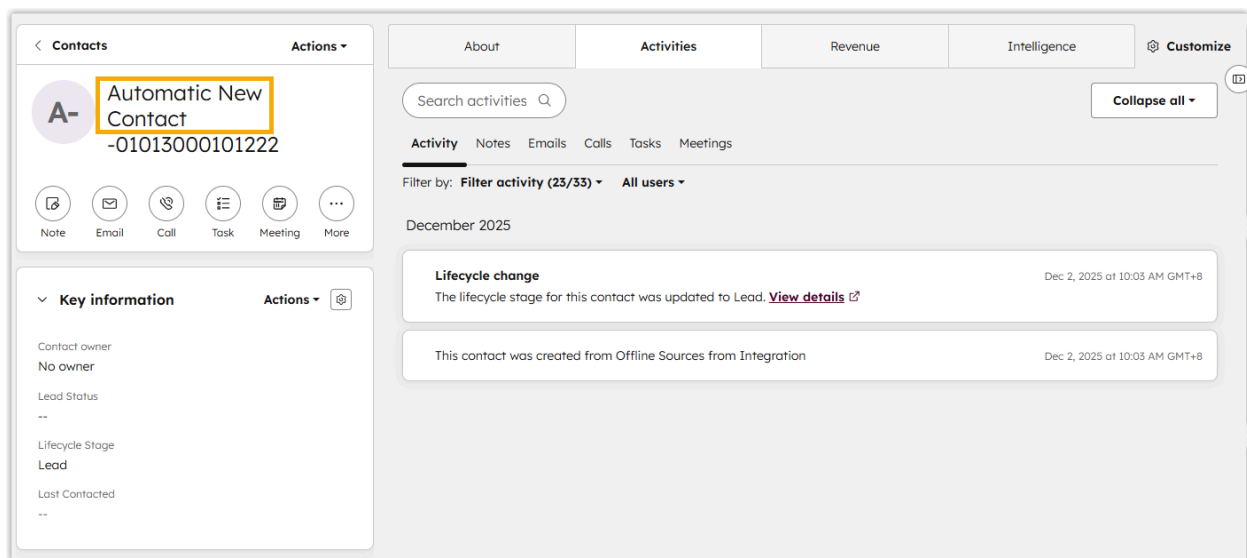 Contacts
Actions
A-
Automatic New
Contact
-01013000101222
Note
Email
Call
Task
Meeting
More
Key information
Actions
Contact owner
No owner
Lead Status
--
Lifecycle Stage
Lead
Last Contacted
--
About
Activities
Revenue
Intelligence
Customize
Search activities
Collapse all
Activity
Notes
Emails
Calls
Tasks
Meetings
Filter by: Filter activity (23/33)
All users
December 2025
Lifecycle change
Dec 2, 2025 at 10:03 AM GMT+8
The lifecycle stage for this contact was updated to Lead. View details
This contact was created from Offline Sources from Integration
Dec 2, 2025 at 10:03 AM GMT+8